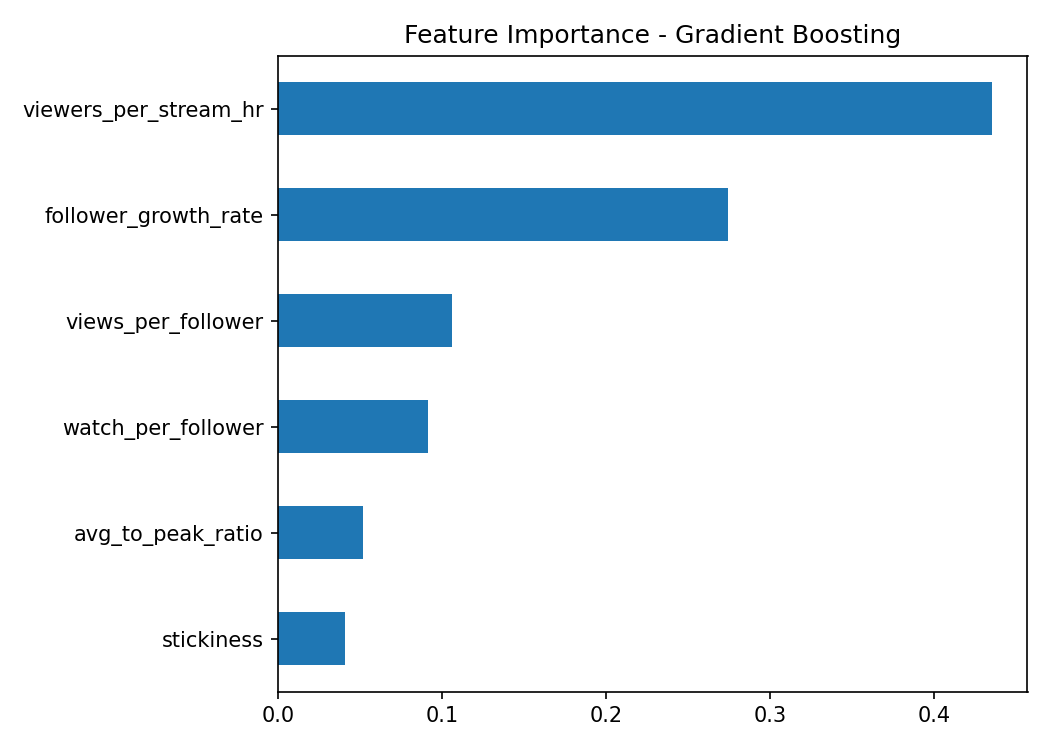 Feature Importance - Gradient Boosting
viewers_per_stream_hr
follower_growth_rate
views_per_follower
watch_per_follower
avg_to_peak_ratio
stickiness
0.0 0.1 0.2 0.3 0.4